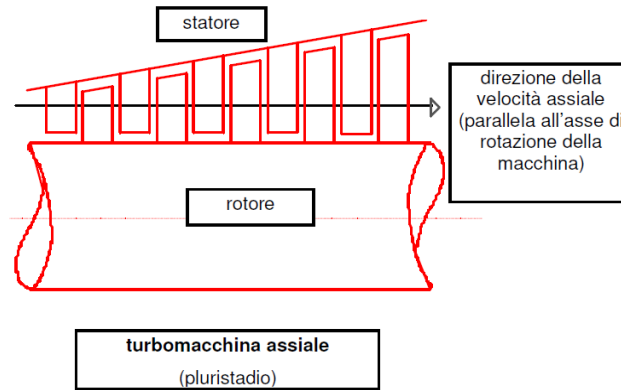 statore
direzione della
velocità assiale
(parallela all'asse di
rotazione della
macchina)
rotore
turbomacchina assiale
(pluristadio)